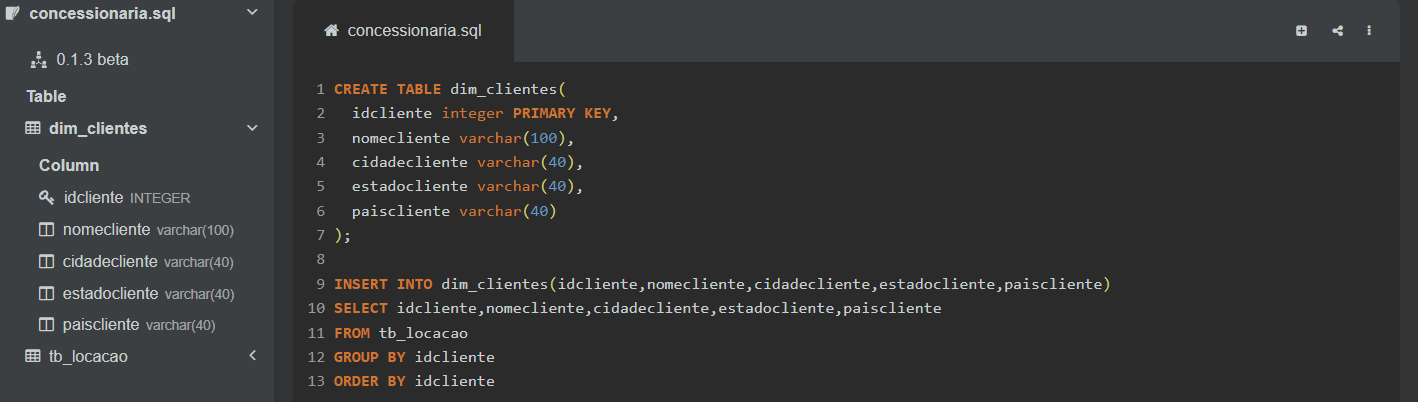 concessionaria.sql
0.1.3 beta
Table
dim_clientes
Column
idcliente INTEGER
nomecliente varchar(100)
cidadecliente varchar(40)
estadocliente varchar(40)
paiscliente varchar(40)
tb_locacao
concessionaria.sql
1 CREATE TABLE dim_clientes(
2 idcliente integer PRIMARY KEY,
3 nomecliente varchar(100),
4 cidadecliente varchar(40),
5 estadocliente varchar(40),
6 paiscliente varchar(40)
7 );
8
9 INSERT INTO dim_clientes(idcliente,nomecliente,cidadecliente,estadocliente,paiscliente)
10 SELECT idcliente,nomecliente,cidadecliente,estadocliente,paiscliente
11 FROM tb_locacao
12 GROUP BY idcliente
13 ORDER BY idcliente